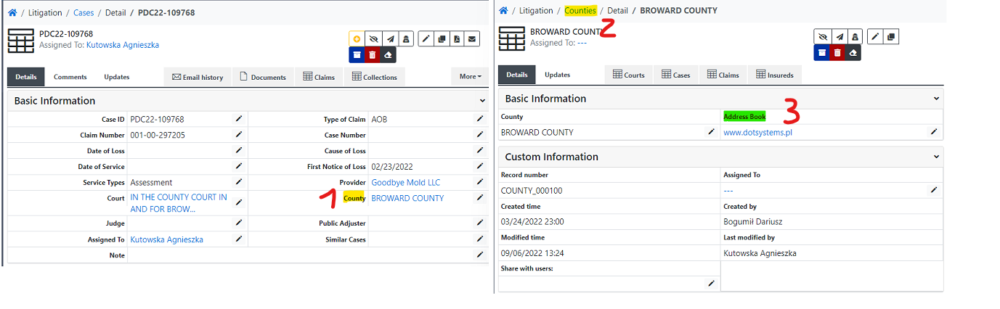 / Litigation / Cases / Detail / PDC22-109768
PDC22-109768
Assigned To: Kutowska Agnieszka
Details Comments Updates Email history Documents Claims Collections More
Basic Information
Case ID PDC22-109768 Type of Claim AOB
Claim Number 001-00-297205 Case Number
Date of Loss Cause of Loss
Date of Service First Notice of Loss 02/23/2022
Service Types Assessment Provider Goodbye Mold LLC
Court IN THE COUNTY COURT IN 1 County BROWARD COUNTY
AND FOR BROW...
Judge Public Adjuster
Assigned To Kutowska Agnieszka Similar Cases
Note
/ Litigation / Counties / Detail / BROWARD COUNTY
2
BROWARD COUNTY
Assigned To: ---
Details Updates Courts Cases Claims Insureds
Basic Information
County Address Book 3
BROWARD COUNTY www.dotsystems.pl
Custom Information
Record number Assigned To
COUNTY_000100 ---
Created time Created by
03/24/2022 23:00 Bogumił Dariusz
Modified time Last modified by
09/06/2022 13:24 Kutowska Agnieszka
Share with users: